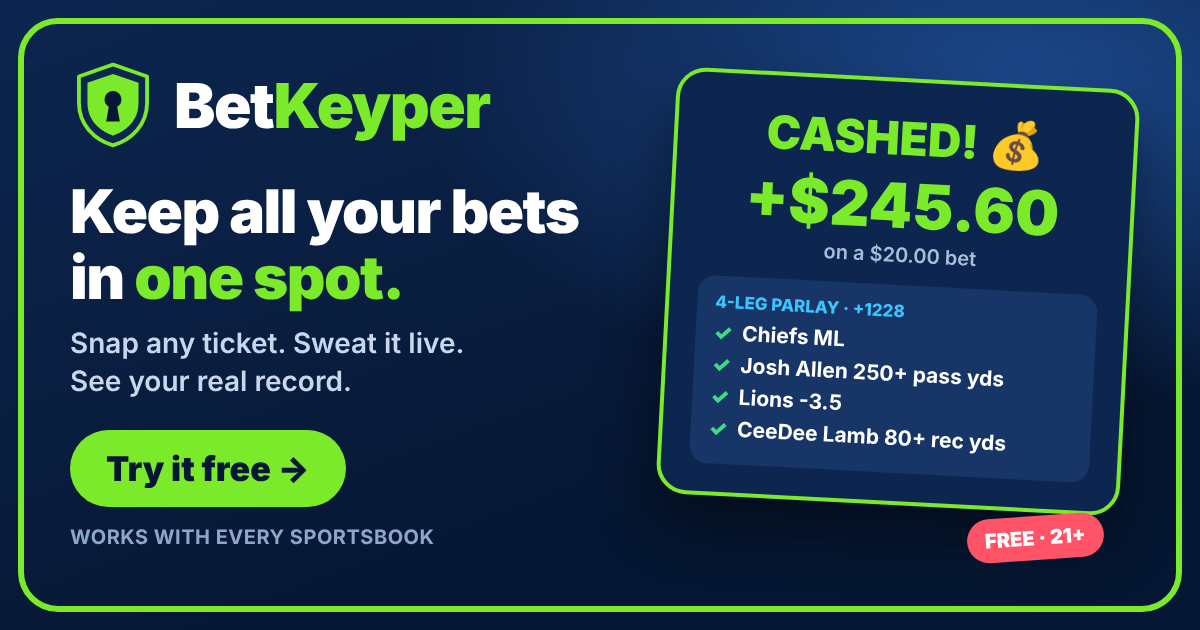 BetKeyper
Keep all your bets
in one spot.
Snap any ticket. Sweat it live.
See your real record.
Try it free →
WORKS WITH EVERY SPORTSBOOK
CASHED! 💰
+$245.60
on a $20.00 bet
4-LEG PARLAY · +1228
✓ Chiefs ML
✓ Josh Allen 250+ pass yds
✓ Lions -3.5
✓ CeeDee Lamb 80+ rec yds
FREE · 21+